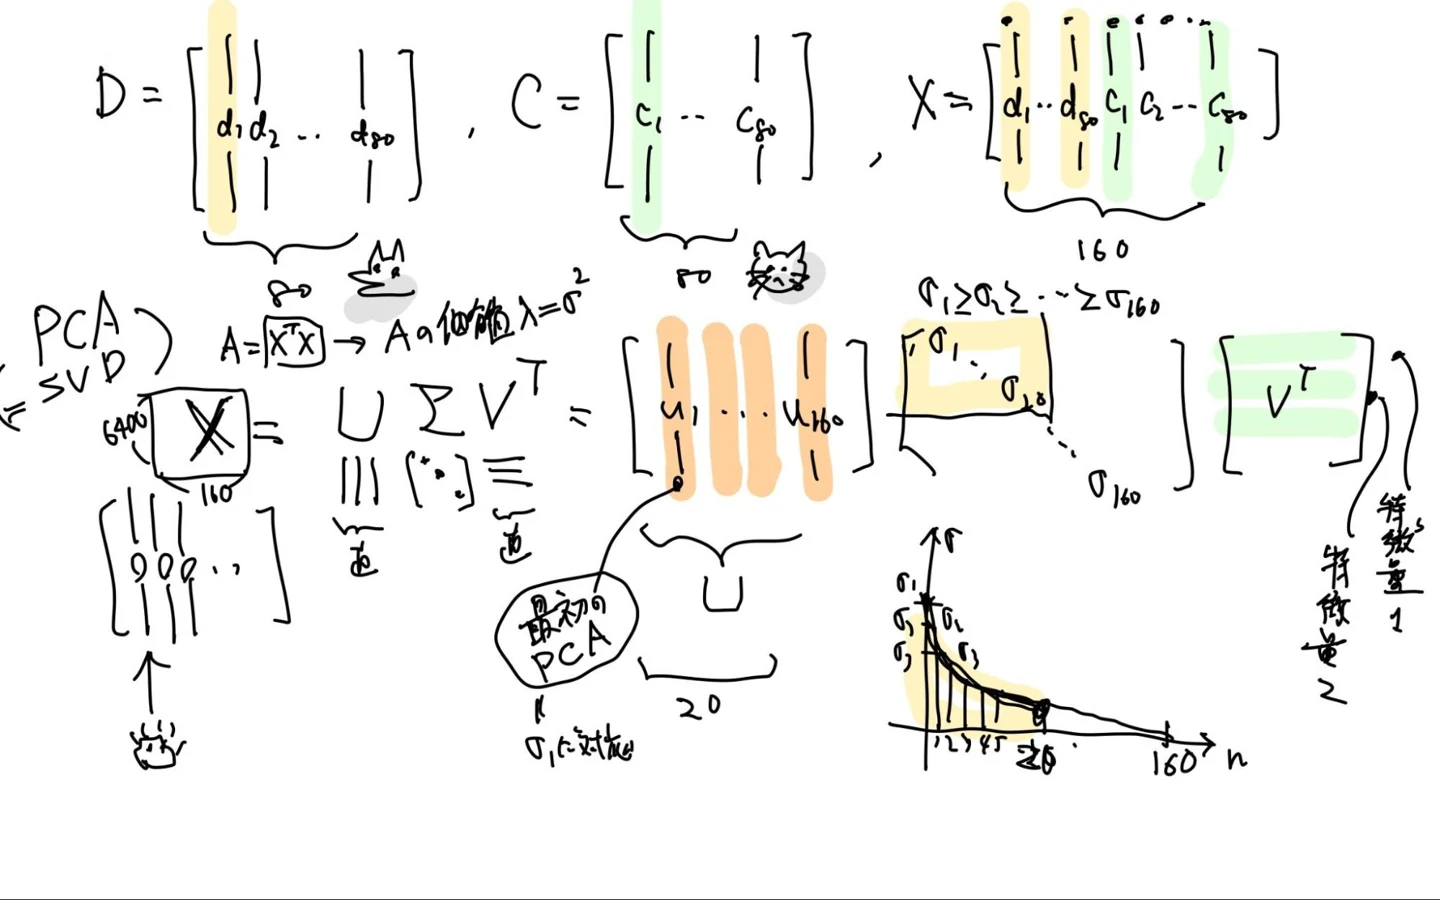 D = [d₁ d₂ ‥ d₈₀] , C = [c₁ ‥ c₈₀] , X = [d₁ ‥ d₈₀ c₁ c₂ ‥ c₈₀]
80
80
160
PCA
SVD
A = XᵀX → Aの固有値 λ = σ²
σ₁ ≥ σ₂ ≥ ‥ ≥ σ₁₆₀
6400
X
160
= U Σ Vᵀ = [u₁ ... u₁₆₀] [σ₁ ⋱ σ₂₀ ⋱ σ₁₆₀] [Vᵀ]
直
直
特徴量1
特徴量2
U
最初の
PCA
20
σ₁に対応
σ
σ₁
σ₂ σ₂
σ₃ σ₃
1 2 3 4 5 20 160 n